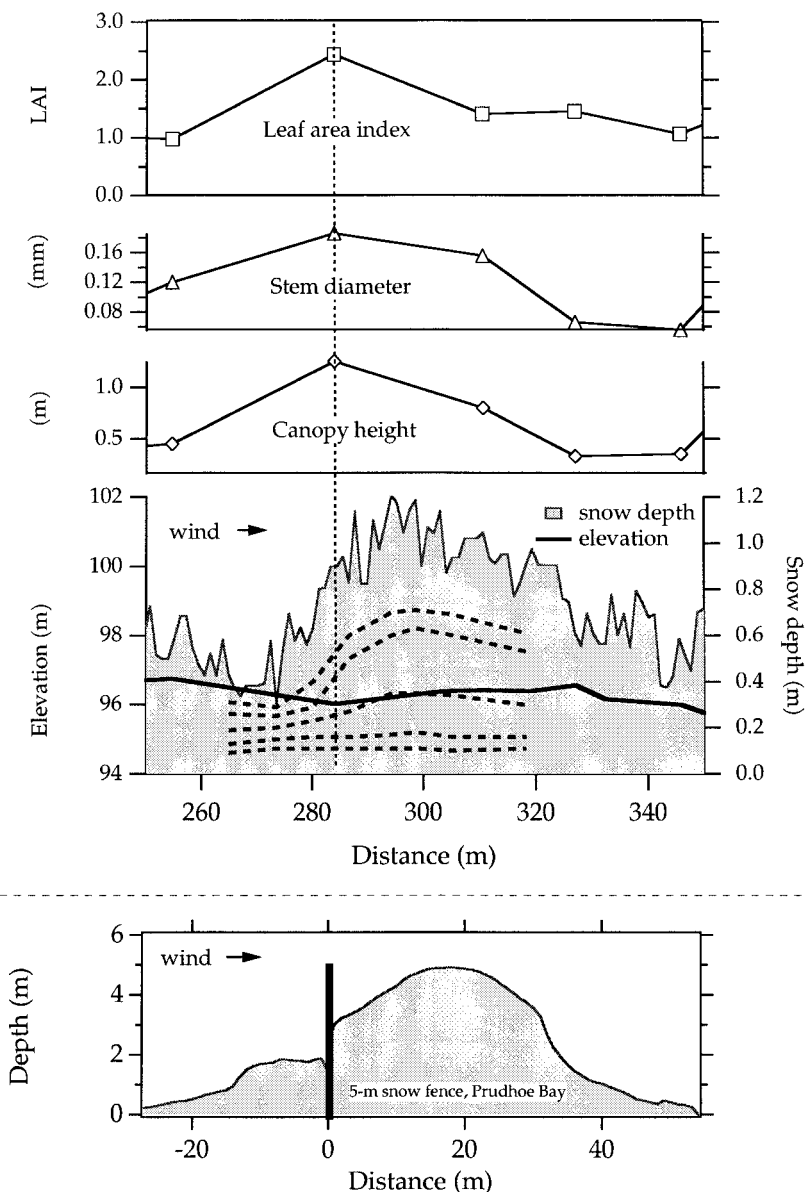 3.0
2.0
1.0
0.0
LAI
Leaf area index
0.16
0.12
0.08
(mm)
Stem diameter
1.0
0.5
(m)
Canopy height
102
100
98
96
94
Elevation (m)
wind
snow depth
elevation
1.2
1.0
0.8
0.6
0.4
0.2
0.0
Snow depth (m)
260 280 300 320 340
Distance (m)
6
4
2
0
Depth (m)
wind
5-m snow fence, Prudhoe Bay
-20 0 20 40
Distance (m)